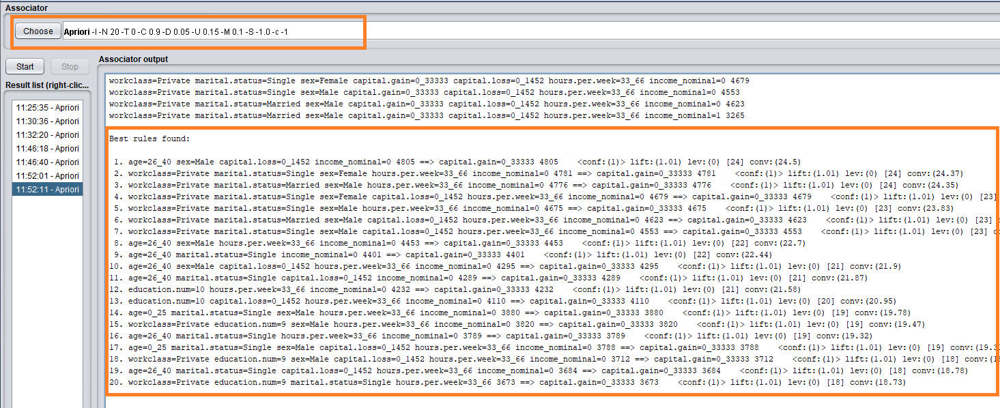 Associator
Choose Apriori -I -N 20 -T 0 -C 0.9 -D 0.05 -U 0.15 -M 0.1 -S -1.0 -c -1
Start Stop
Result list (right-clic...
11:25:35 - Apriori
11:30:36 - Apriori
11:32:20 - Apriori
11:46:18 - Apriori
11:46:40 - Apriori
11:52:01 - Apriori
11:52:11 - Apriori
Associator output
workclass=Private marital.status=Single sex=Female capital.gain=0_33333 capital.loss=0_1452 hours.per.week=33_66 income_nominal=0 4679
workclass=Private marital.status=Single sex=Male capital.gain=0_33333 capital.loss=0_1452 hours.per.week=33_66 income_nominal=0 4553
workclass=Private marital.status=Married sex=Male capital.gain=0_33333 capital.loss=0_1452 hours.per.week=33_66 income_nominal=0 4623
workclass=Private marital.status=Married sex=Male capital.gain=0_33333 capital.loss=0_1452 hours.per.week=33_66 income_nominal=1 3265
Best rules found:
1. age=26_40 sex=Male capital.loss=0_1452 income_nominal=0 4805 ==> capital.gain=0_33333 4805 <conf:(1)> lift:(1.01) lev:(0) [24] conv:(24.5)
2. workclass=Private marital.status=Single sex=Female hours.per.week=33_66 income_nominal=0 4781 ==> capital.gain=0_33333 4781 <conf:(1)> lift:(1.01) lev:(0) [24] conv:(24.37)
3. workclass=Private marital.status=Married sex=Male hours.per.week=33_66 income_nominal=0 4776 ==> capital.gain=0_33333 4776 <conf:(1)> lift:(1.01) lev:(0) [24] conv:(24.35)
4. workclass=Private marital.status=Single sex=Female capital.loss=0_1452 hours.per.week=33_66 income_nominal=0 4679 ==> capital.gain=0_33333 4679 <conf:(1)> lift:(1.01) lev:(0) [23]
5. workclass=Private marital.status=Single sex=Male hours.per.week=33_66 income_nominal=0 4675 ==> capital.gain=0_33333 4675 <conf:(1)> lift:(1.01) lev:(0) [23] conv:(23.83)
6. workclass=Private marital.status=Married sex=Male capital.loss=0_1452 hours.per.week=33_66 income_nominal=0 4623 ==> capital.gain=0_33333 4623 <conf:(1)> lift:(1.01) lev:(0) [23]
7. workclass=Private marital.status=Single sex=Male capital.loss=0_1452 hours.per.week=33_66 income_nominal=0 4553 ==> capital.gain=0_33333 4553 <conf:(1)> lift:(1.01) lev:(0) [23]
8. age=26_40 sex=Male hours.per.week=33_66 income_nominal=0 4453 ==> capital.gain=0_33333 4453 <conf:(1)> lift:(1.01) lev:(0) [22] conv:(22.7)
9. age=26_40 marital.status=Single income_nominal=0 4401 ==> capital.gain=0_33333 4401 <conf:(1)> lift:(1.01) lev:(0) [22] conv:(22.44)
10. age=26_40 sex=Male capital.loss=0_1452 hours.per.week=33_66 income_nominal=0 4295 ==> capital.gain=0_33333 4295 <conf:(1)> lift:(1.01) lev:(0) [21] conv:(21.9)
11. age=26_40 marital.status=Single capital.loss=0_1452 income_nominal=0 4289 ==> capital.gain=0_33333 4289 <conf:(1)> lift:(1.01) lev:(0) [21] conv:(21.87)
12. education.num=10 hours.per.week=33_66 income_nominal=0 4232 ==> capital.gain=0_33333 4232 <conf:(1)> lift:(1.01) lev:(0) [21] conv:(21.58)
13. education.num=10 capital.loss=0_1452 hours.per.week=33_66 income_nominal=0 4110 ==> capital.gain=0_33333 4110 <conf:(1)> lift:(1.01) lev:(0) [20] conv:(20.95)
14. age=0_25 marital.status=Single sex=Male hours.per.week=33_66 income_nominal=0 3880 ==> capital.gain=0_33333 3880 <conf:(1)> lift:(1.01) lev:(0) [19] conv:(19.78)
15. workclass=Private education.num=9 sex=Male hours.per.week=33_66 income_nominal=0 3820 ==> capital.gain=0_33333 3820 <conf:(1)> lift:(1.01) lev:(0) [19] conv:(19.47)
16. age=26_40 marital.status=Single hours.per.week=33_66 income_nominal=0 3789 ==> capital.gain=0_33333 3789 <conf:(1)> lift:(1.01) lev:(0) [19] conv:(19.32)
17. age=0_25 marital.status=Single sex=Male capital.loss=0_1452 hours.per.week=33_66 income_nominal=0 3788 ==> capital.gain=0_33333 3788 <conf:(1)> lift:(1.01) lev:(0) [19]
18. workclass=Private education.num=9 sex=Male capital.loss=0_1452 hours.per.week=33_66 income_nominal=0 3712 ==> capital.gain=0_33333 3712 <conf:(1)> lift:(1.01) lev:(0) [18]
19. age=26_40 marital.status=Single capital.loss=0_1452 hours.per.week=33_66 income_nominal=0 3684 ==> capital.gain=0_33333 3684 <conf:(1)> lift:(1.01) lev:(0) [18] conv:(18.78)
20. workclass=Private education.num=9 marital.status=Single hours.per.week=33_66 3673 ==> capital.gain=0_33333 3673 <conf:(1)> lift:(1.01) lev:(0) [18] conv:(18.73)